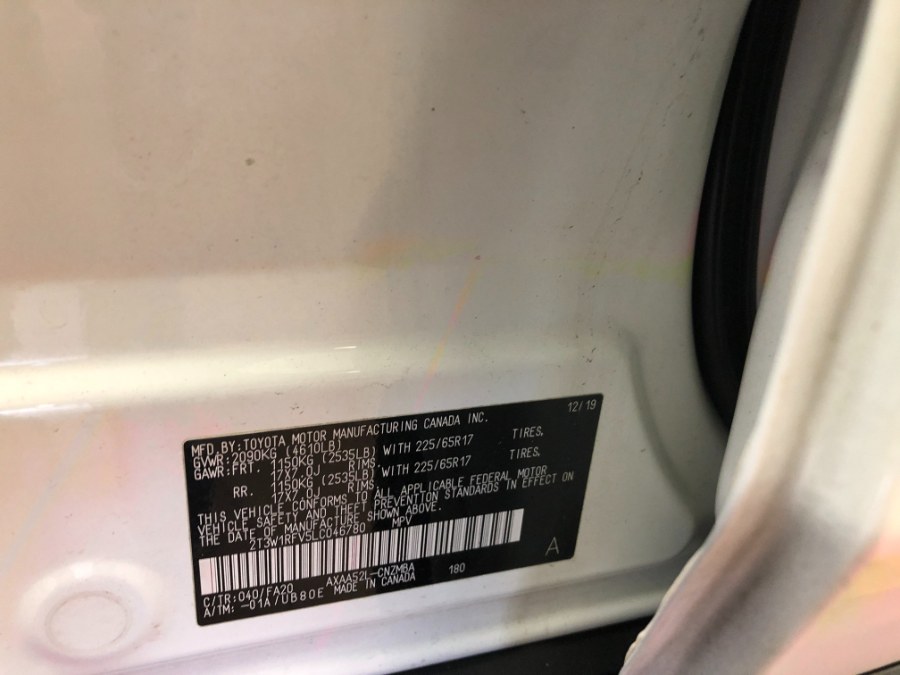 MFD.BY:TOYOTA MOTOR MANUFACTURING CANADA INC. 12/19
GVWR:2090KG (4610LB)
GAWR:FRT. 1150KG (2535LB) WITH 225/65R17 TIRES.
17X7.0J RIMS.
RR. 1150KG (2535LB) WITH 225/65R17 TIRES.
17X7.0J RIMS.
THIS VEHICLE CONFORMS TO ALL APPLICABLE FEDERAL MOTOR
VEHICLE SAFETY AND THEFT PREVENTION STANDARDS IN EFFECT ON
THE DATE OF MANUFACTURE SHOWN ABOVE.
2T3W1RFV5LC046780 MPV
A
C/TR:040/FA20 AXAA52L-CNZMBA 180
A/TM: -01A/UB80E MADE IN CANADA